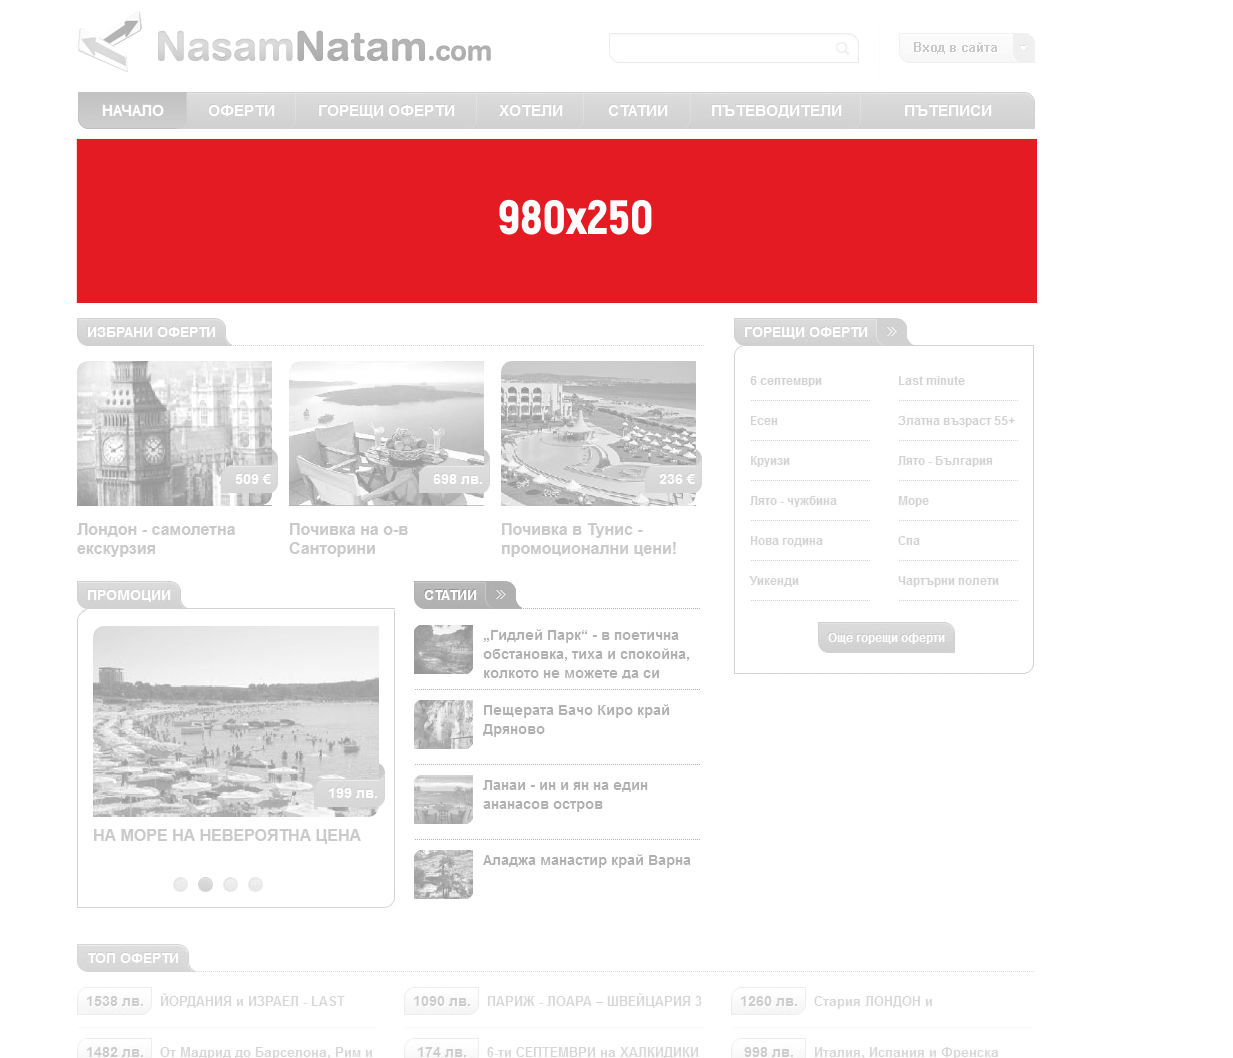 NasamNatam.com
Вход в сайта
НАЧАЛО ОФЕРТИ ГОРЕЩИ ОФЕРТИ ХОТЕЛИ СТАТИИ ПЪТЕВОДИТЕЛИ ПЪТЕПИСИ
980x250
ИЗБРАНИ ОФЕРТИ
509 €
698 лв.
236 €
Лондон - самолетна
екскурзия
Почивка на о-в
Санторини
Почивка в Тунис -
промоционални цени!
ГОРЕЩИ ОФЕРТИ
6 септември
Last minute
Есен
Златна възраст 55+
Круизи
Лято - България
Лято - чужбина
Море
Нова година
Спа
Уикенди
Чартърни полети
Още горещи оферти
ПРОМОЦИИ
199 лв.
НА МОРЕ НА НЕВЕРОЯТНА ЦЕНА
СТАТИИ
„Гидлей Парк“ - в поетична
обстановка, тиха и спокойна,
колкото не можете да си
Пещерата Бачо Киро край
Дряново
Ланаи - ин и ян на един
ананасов остров
Аладжа манастир край Варна
ТОП ОФЕРТИ
1538 лв. ЙОРДАНИЯ и ИЗРАЕЛ - LAST
1090 лв. ПАРИЖ - ЛОАРА – ШВЕЙЦАРИЯ 3
1260 лв. Стария ЛОНДОН и
1482 лв. От Мадрид до Барселона, Рим и
174 лв. 6-ти СЕПТЕМВРИ на ХАЛКИДИКИ
998 лв. Италия, Испания и Френска